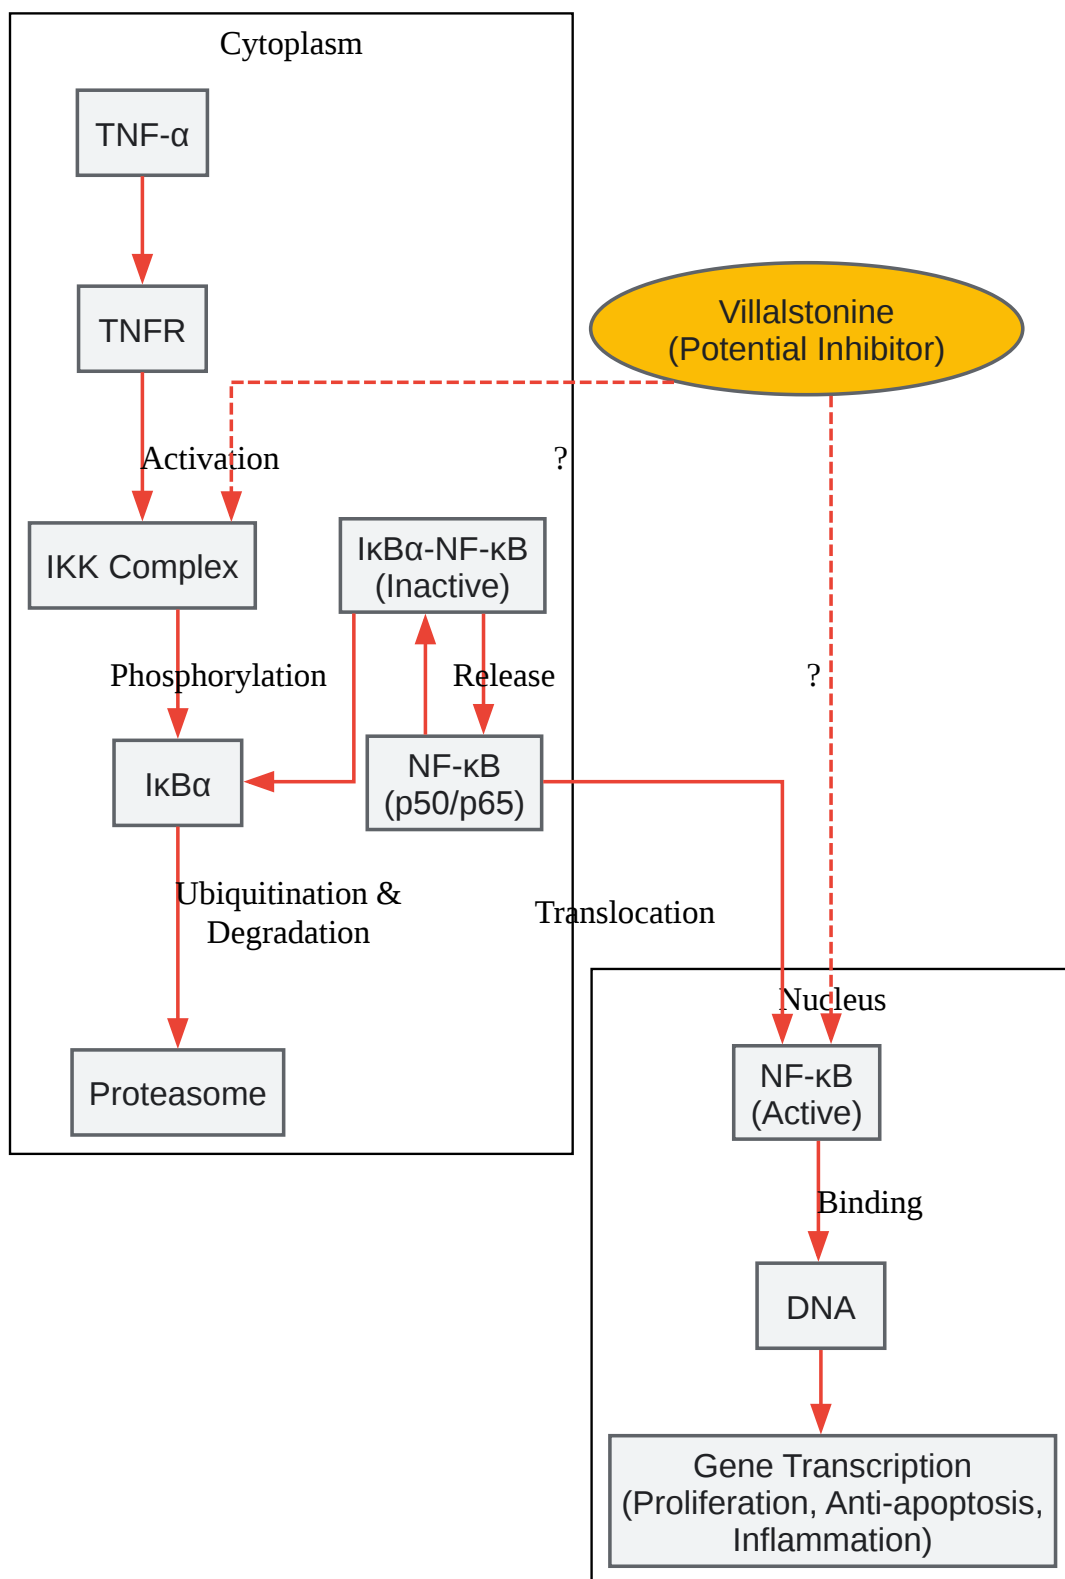 Cytoplasm
TNF-α
TNFR
Villalstonine
(Potential Inhibitor)
Activation
?
IKK Complex
IκBα-NF-κB
(Inactive)
Phosphorylation
Release
?
IκBα
NF-κB
(p50/p65)
Ubiquitination &
Degradation
Translocation
Nucleus
Proteasome
NF-κB
(Active)
Binding
DNA
Gene Transcription
(Proliferation, Anti-apoptosis,
Inflammation)